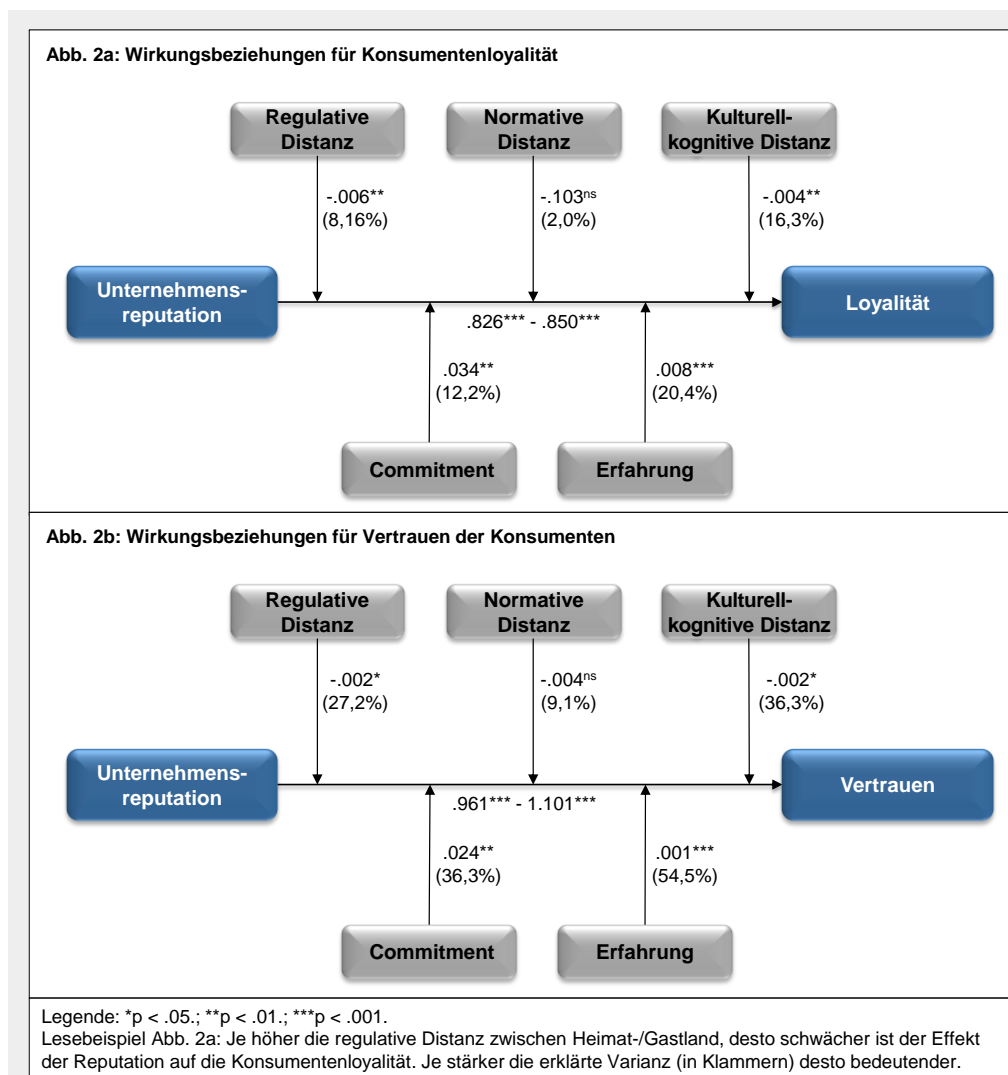 Abb. 2a: Wirkungsbeziehungen für Konsumentenloyalität
Regulative
Distanz
Normative
Distanz
Kulturell-
kognitive Distanz
-.006**
(8,16%)
-.103ns
(2,0%)
-.004**
(16,3%)
Unternehmens-
reputation
Loyalität
.826*** - .850***
.034**
(12,2%)
.008***
(20,4%)
Commitment
Erfahrung
Abb. 2b: Wirkungsbeziehungen für Vertrauen der Konsumenten
Regulative
Distanz
Normative
Distanz
Kulturell-
kognitive Distanz
-.002*
(27,2%)
-.004ns
(9,1%)
-.002*
(36,3%)
Unternehmens-
reputation
Vertrauen
.961*** - 1.101***
.024**
(36,3%)
.001***
(54,5%)
Commitment
Erfahrung
Legende: *p < .05.; **p < .01.; ***p < .001.
Lesebeispiel Abb. 2a: Je höher die regulative Distanz zwischen Heimat-/Gastland, desto schwächer ist der Effekt
der Reputation auf die Konsumentenloyalität. Je stärker die erklärte Varianz (in Klammern) desto bedeutender.